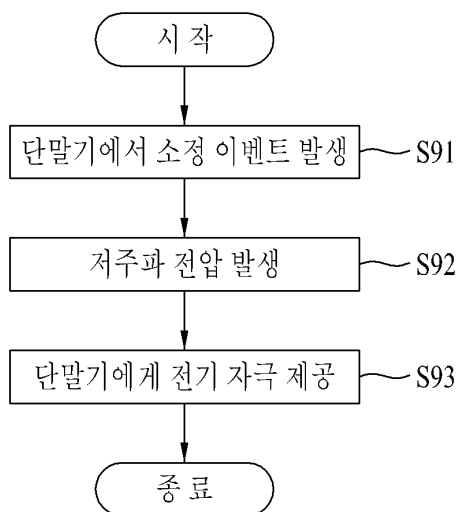 시 작
단말기에서 소정 이벤트 발생 S91
저주파 전압 발생 S92
단말기에게 전기 자극 제공 S93
종 료